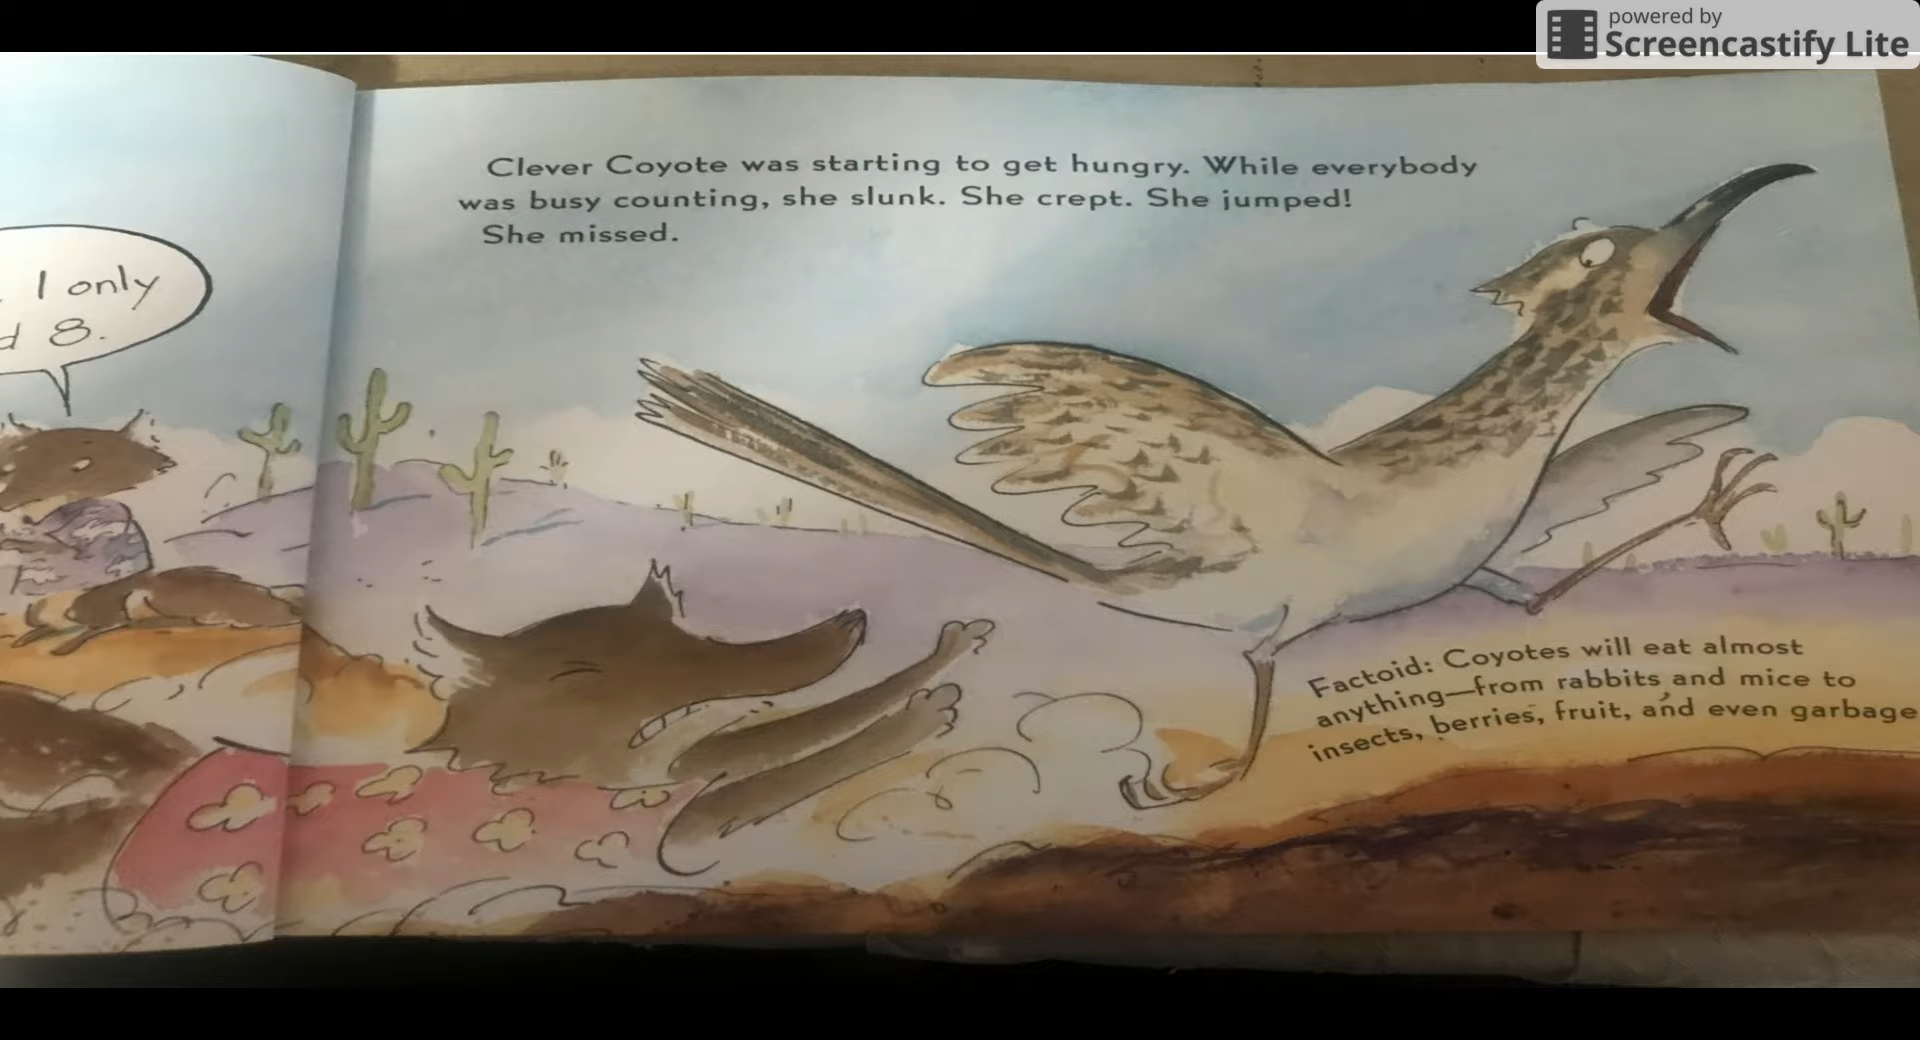 powered by
Screencastify Lite
I only
8.
Clever Coyote was starting to get hungry. While everybody
was busy counting, she slunk. She crept. She jumped!
She missed.
Factoid: Coyotes will eat almost
anything—from rabbits and mice to
insects, berries, fruit, and even garbage